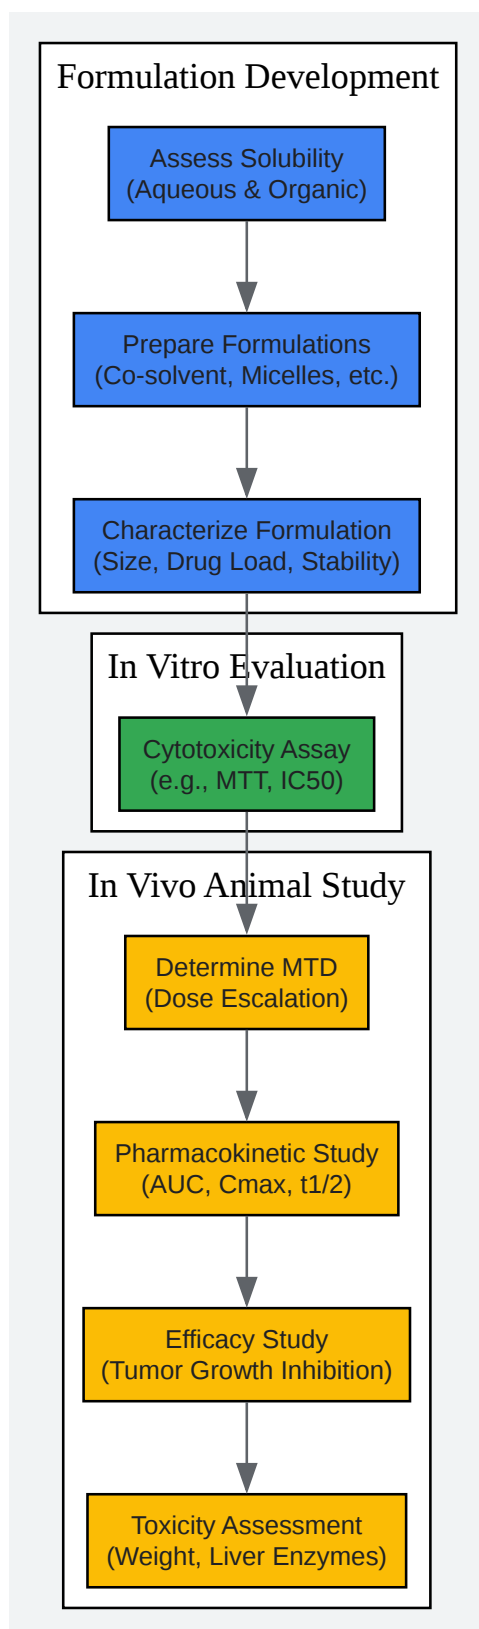 Formulation Development
Assess Solubility
(Aqueous & Organic)
Prepare Formulations
(Co-solvent, Micelles, etc.)
Characterize Formulation
(Size, Drug Load, Stability)
In Vitro Evaluation
Cytotoxicity Assay
(e.g., MTT, IC50)
In Vivo Animal Study
Determine MTD
(Dose Escalation)
Pharmacokinetic Study
(AUC, Cmax, t1/2)
Efficacy Study
(Tumor Growth Inhibition)
Toxicity Assessment
(Weight, Liver Enzymes)